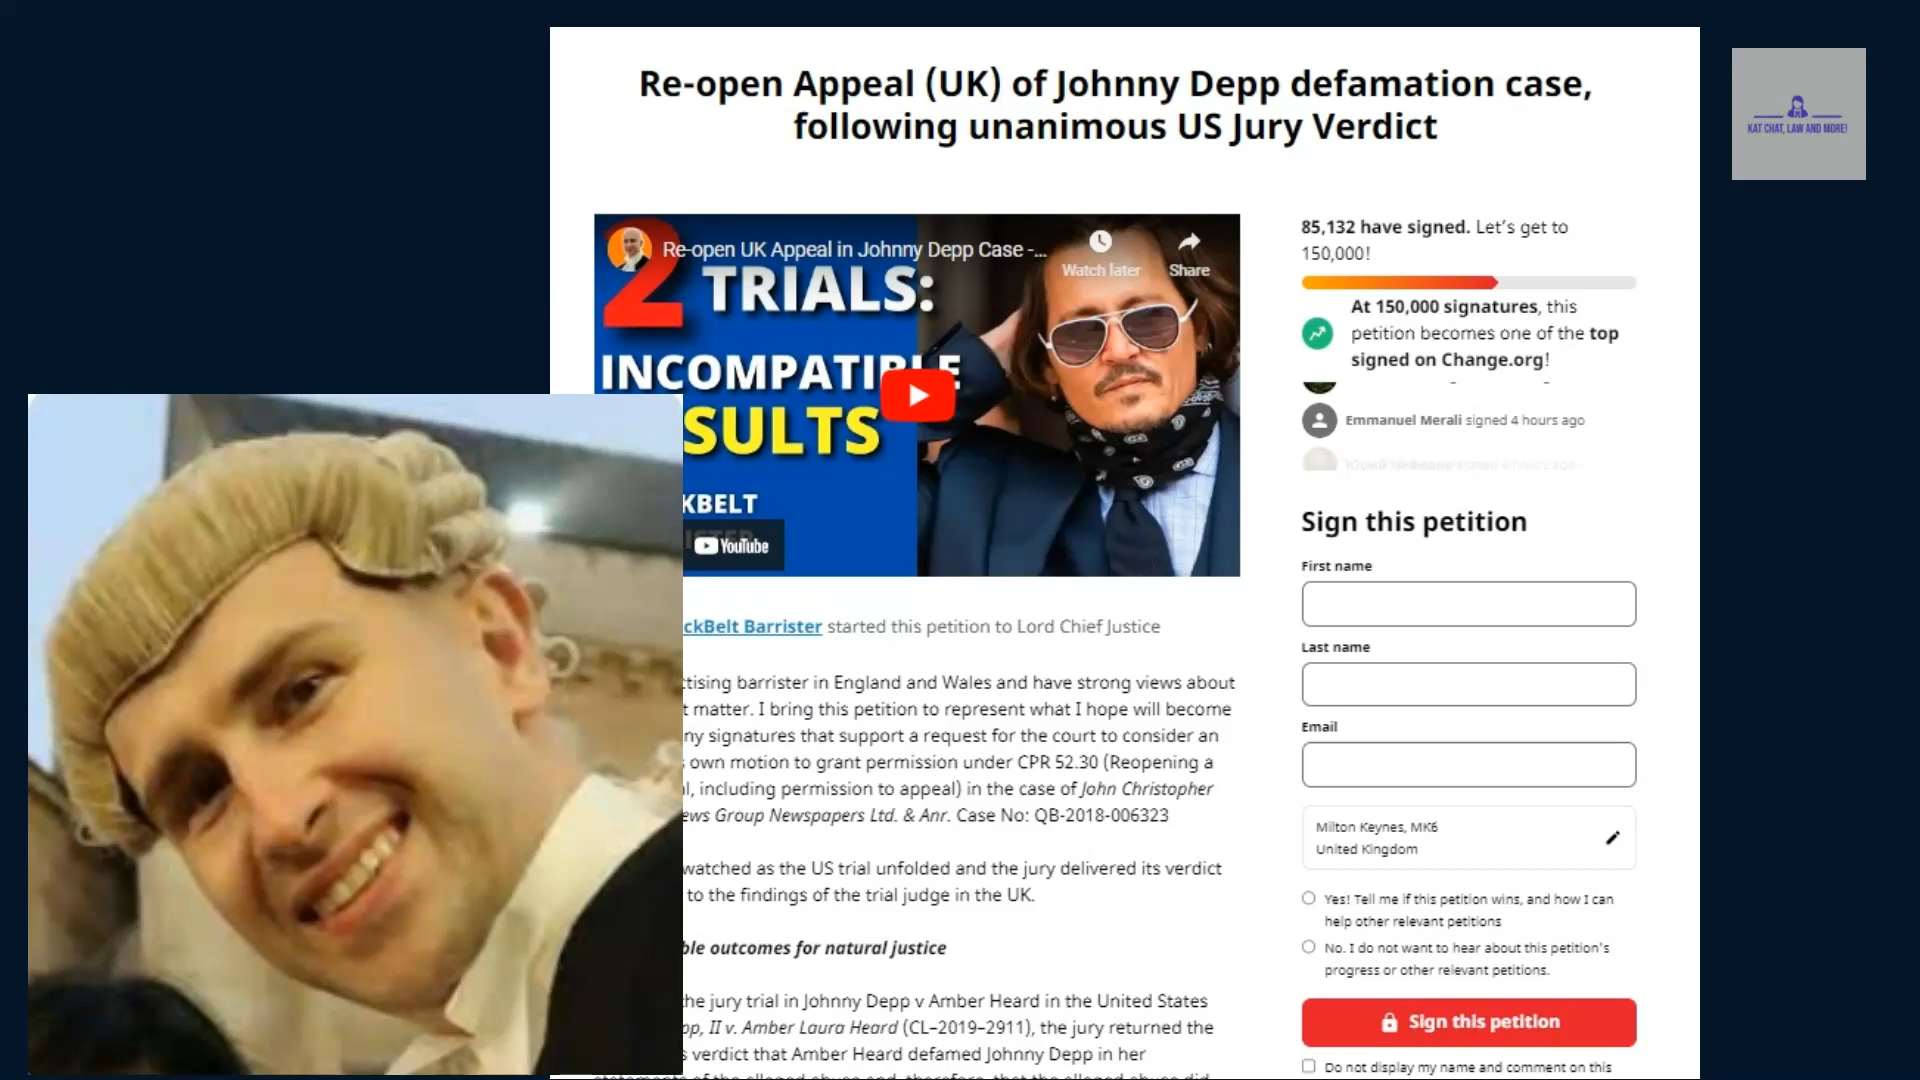 Re-open Appeal (UK) of Johnny Depp defamation case,
following unanimous US Jury Verdict
KAT CHAT, LAW AND MORE!
Re-open UK Appeal in Johnny Depp Case -...
Watch later
Share
2 TRIALS:
INCOMPATIBLE
SULTS
KBELT
YouTube
85,132 have signed. Let's get to
150,000!
At 150,000 signatures, this
petition becomes one of the top
signed on Change.org!
Emmanuel Merali signed 4 hours ago
signed 4 hours ago
Sign this petition
First name
Last name
Email
Milton Keynes, MK6
United Kingdom
Yes! Tell me if this petition wins, and how I can
help other relevant petitions
No. I do not want to hear about this petition's
progress or other relevant petitions.
Sign this petition
Do not display my name and comment on this
ckBelt Barrister started this petition to Lord Chief Justice
tising barrister in England and Wales and have strong views about
t matter. I bring this petition to represent what I hope will become
ny signatures that support a request for the court to consider an
s own motion to grant permission under CPR 52.30 (Reopening a
l, including permission to appeal) in the case of John Christopher
ews Group Newspapers Ltd. & Anr. Case No: QB-2018-006323
watched as the US trial unfolded and the jury delivered its verdict
to the findings of the trial judge in the UK.
ble outcomes for natural justice
the jury trial in Johnny Depp v Amber Heard in the United States
pp, II v. Amber Laura Heard (CL–2019–2911), the jury returned the
s verdict that Amber Heard defamed Johnny Depp in her